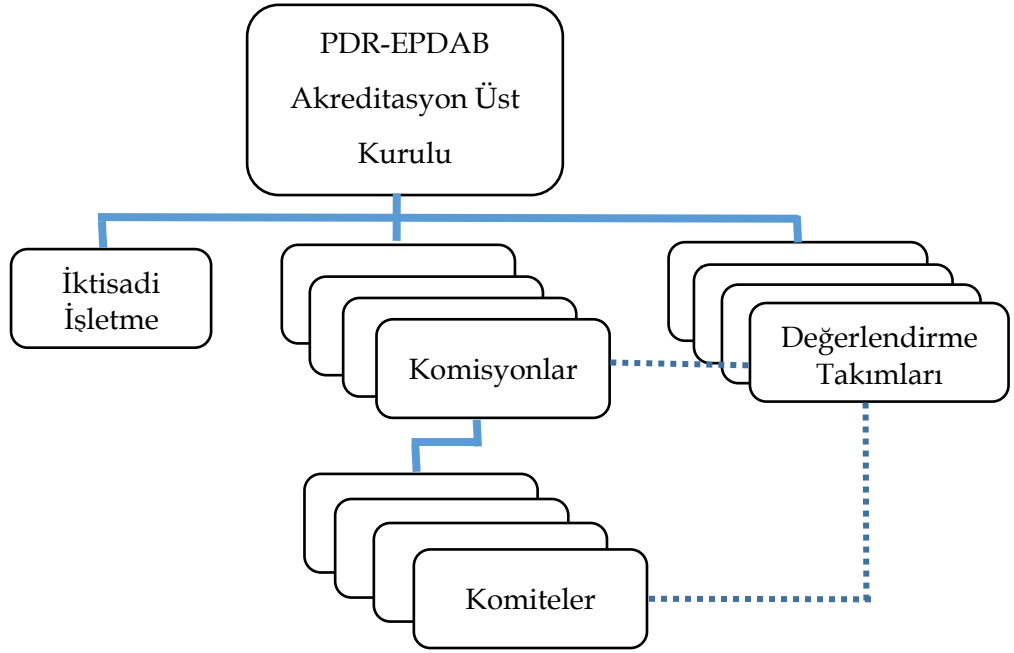 PDR-EPDAB
Akreditasyon Üst
Kurulu
İktisadi
İşletme
Komisyonlar
Değerlendirme
Takımları
Komiteler